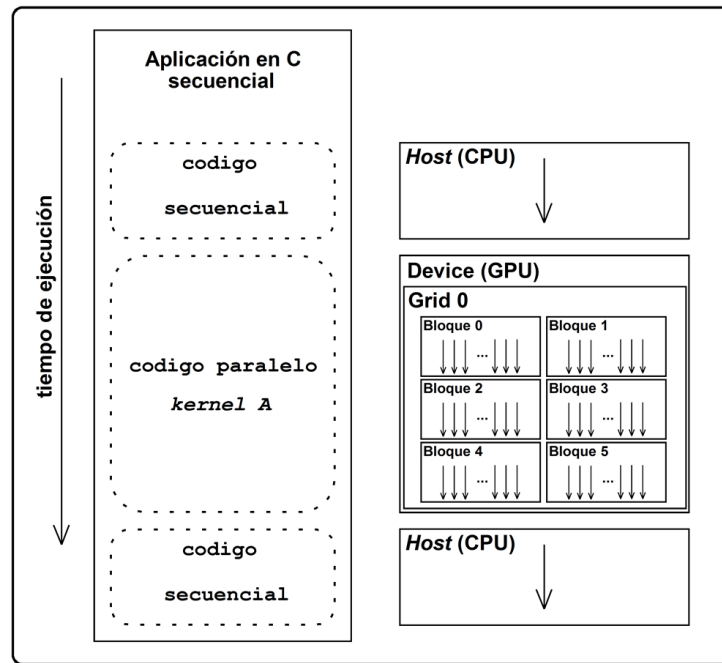 Aplicación en C
secuencial
tiempo de ejecución
codigo
secuencial
Host (CPU)
codigo paralelo
kernel A
Device (GPU)
Grid 0
Bloque 0
...
Bloque 1
...
Bloque 2
...
Bloque 3
...
Bloque 4
...
Bloque 5
...
codigo
secuencial
Host (CPU)